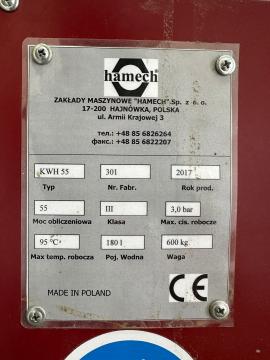 hamech
ZAKŁADY MASZYNOWE "HAMECH".Sp. z o. o.
17-200 HAJNÓWKA, POLSKA
ul. Armii Krajowej 3
тел.: +48 85 6826264
факс.: +48 85 6822207
KWH 55 301 2017
Typ Nr. Fabr. Rok prod.
55 III 3,0 bar
Moc obliczeniowa Klasa Max. cis. robocze
95 °C 180 l 600 kg
Max temp. robocza Poj. Wodna Waga
MADE IN POLAND CE